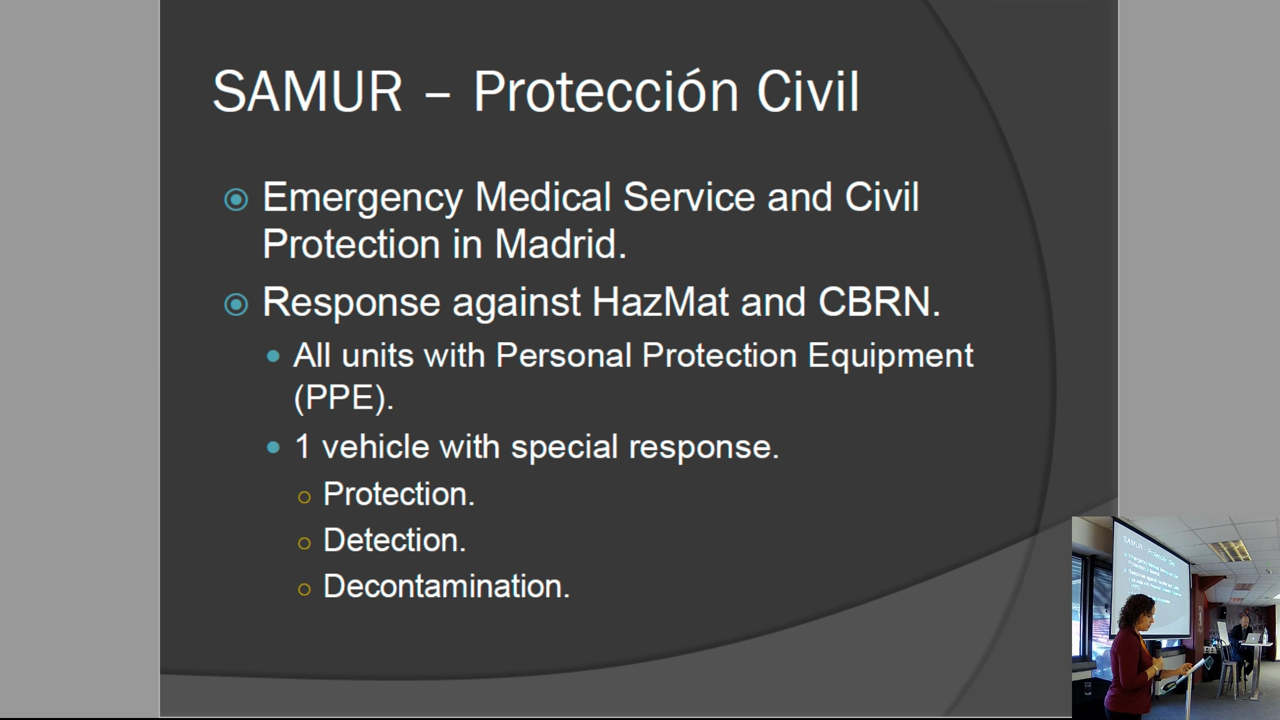 SAMUR – Protección Civil
Emergency Medical Service and Civil
Protection in Madrid.
Response against HazMat and CBRN.
All units with Personal Protection Equipment
(PPE).
1 vehicle with special response.
Protection.
Detection.
Decontamination.